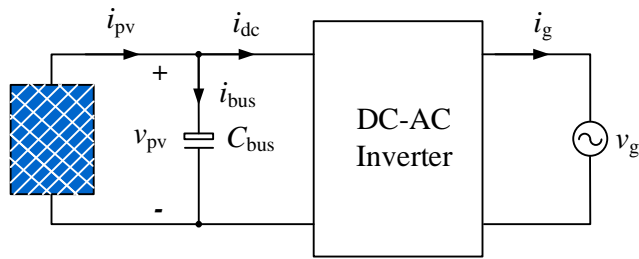 i_pv
i_dc
i_g
+
i_bus
v_pv
C_bus
DC-AC
Inverter
v_g
-